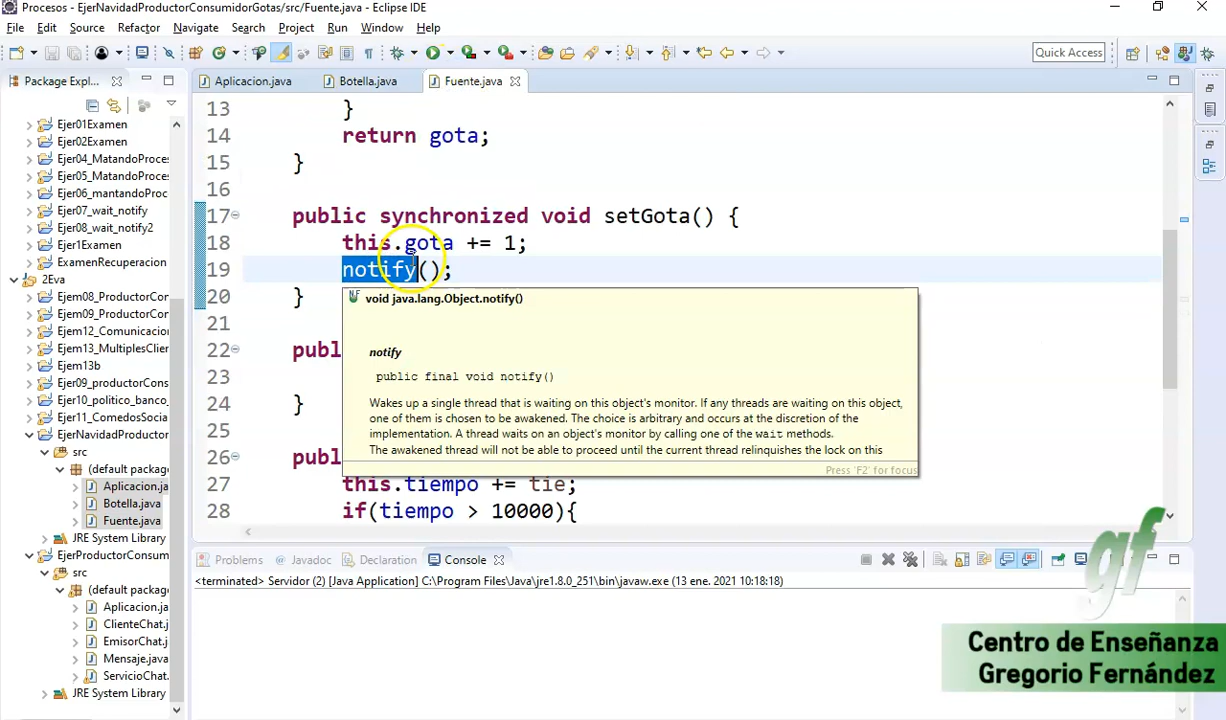 Procesos - EjerNavidadProductorConsumidorGotas/src/Fuente.java - Eclipse IDE
File Edit Source Refactor Navigate Search Project Run Window Help
Quick Access
Package Expl...
Aplicacion.java
Botella.java
Fuente.java
Ejer01Examen
Ejer02Examen
Ejer04_MatandoProce
Ejer05_MatandoProces
Ejer06_mantandoProce
Ejer07_wait_notify
Ejer08_wait_notify2
Ejer1Examen
ExamenRecuperacion
2Eva
Ejem08_ProductorCon
Ejem09_ProductorCon
Ejem12_Comunicacion
Ejem13_MultiplesClien
Ejem13b
Ejer09_productorCons
Ejer10_politico_banco_
Ejer11_ComedosSocia
EjerNavidadProductor
src
(default package
Aplicacion.ja
Botella.java
Fuente.java
JRE System Library
EjerProductorConsum
src
(default package
Aplicacion.ja
ClienteChat.j
EmisorChat.j
Mensaje.java
ServicioChat.
JRE System Library
13 }
14 return gota;
15 }
16
17 public synchronized void setGota() {
18 this.gota += 1;
19 notify();
20 }
21
22 publ
23
24 }
25
26 publ
27 this.tiempo += tie;
28 if(tiempo > 10000){
void java.lang.Object.notify()
notify
public final void notify()
Wakes up a single thread that is waiting on this object's monitor. If any threads are waiting on this object,
one of them is chosen to be awakened. The choice is arbitrary and occurs at the discretion of the
implementation. A thread waits on an object's monitor by calling one of the wait methods.
The awakened thread will not be able to proceed until the current thread relinquishes the lock on this
Press 'F2' for focus
Problems Javadoc Declaration Console
<terminated> Servidor (2) [Java Application] C:\Program Files\Java\jre1.8.0_251\bin\javaw.exe (13 ene. 2021 10:18:18)
gf
Centro de Enseñanza
Gregorio Fernández